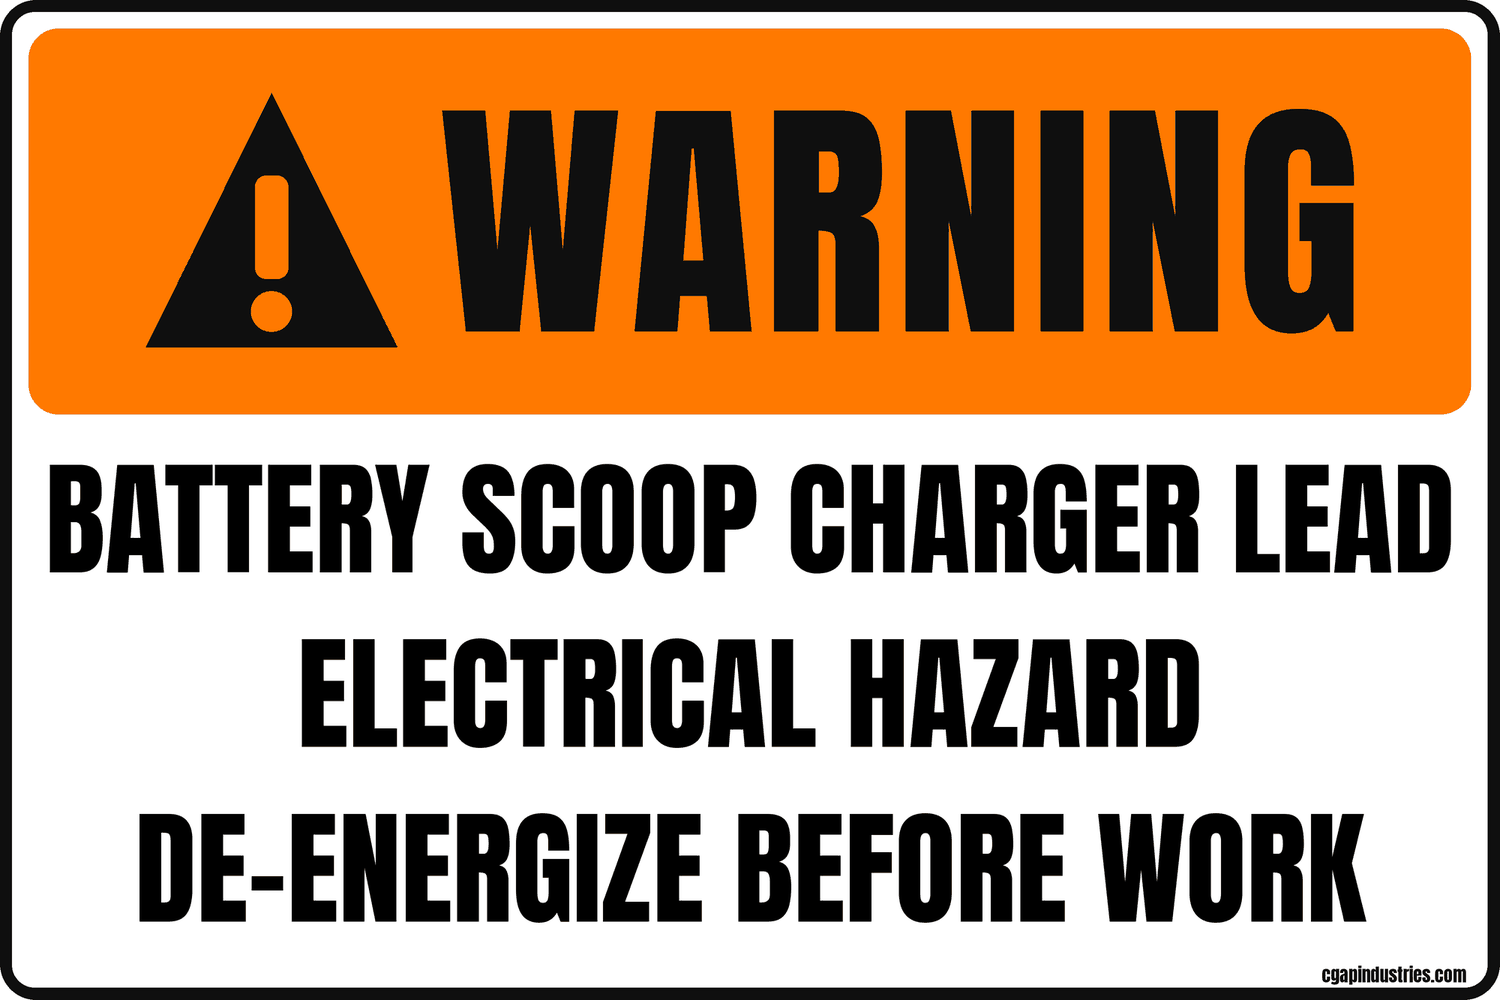 WARNING
BATTERY SCOOP CHARGER LEAD
ELECTRICAL HAZARD
DE-ENERGIZE BEFORE WORK
cgapindustries.com